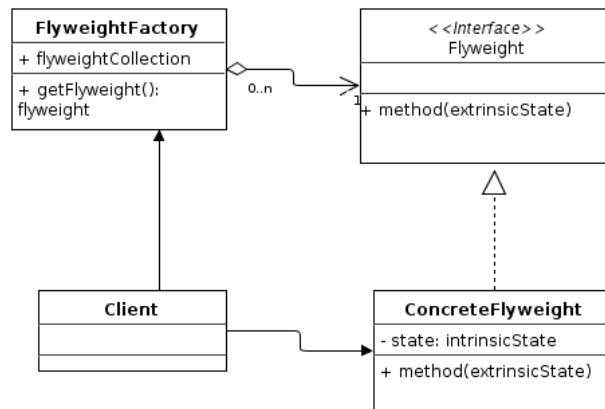 FlyweightFactory
+ flyweightCollection
+ getFlyweight():
flyweight
0..n
1
<<Interface>>
Flyweight
+ method(extrinsicState)
Client
ConcreteFlyweight
- state: intrinsicState
+ method(extrinsicState)